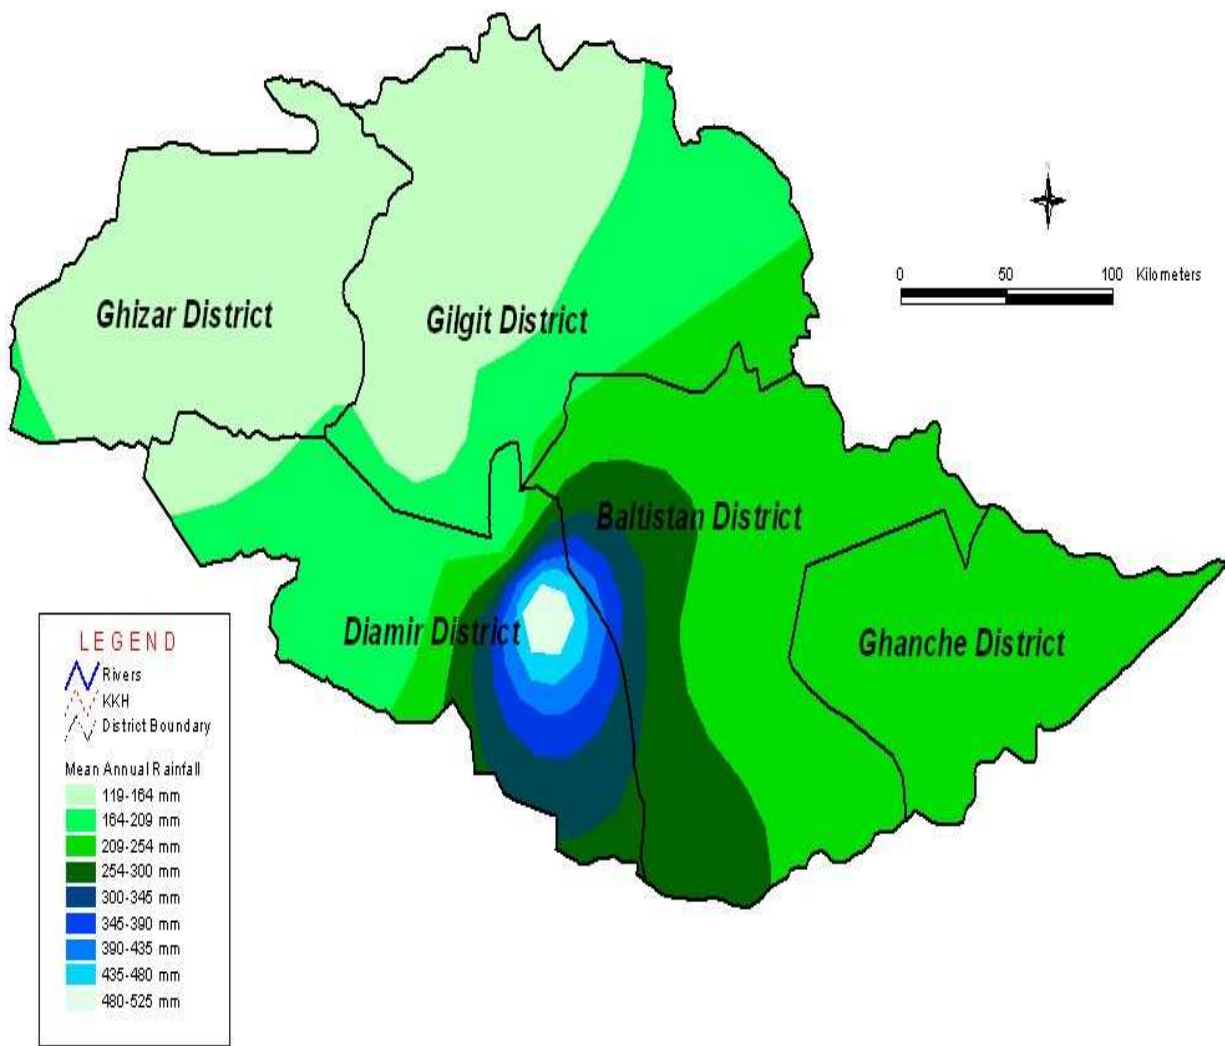 N
0 50 100 Kilometers
Ghizar District
Gilgit District
Baltistan District
Diamir District
Ghanche District
LEGEND
Rivers
KKH
District Boundary
Mean Annual Rainfall
119-164 mm
164-209 mm
209-254 mm
254-300 mm
300-345 mm
345-390 mm
390-435 mm
435-480 mm
480-525 mm